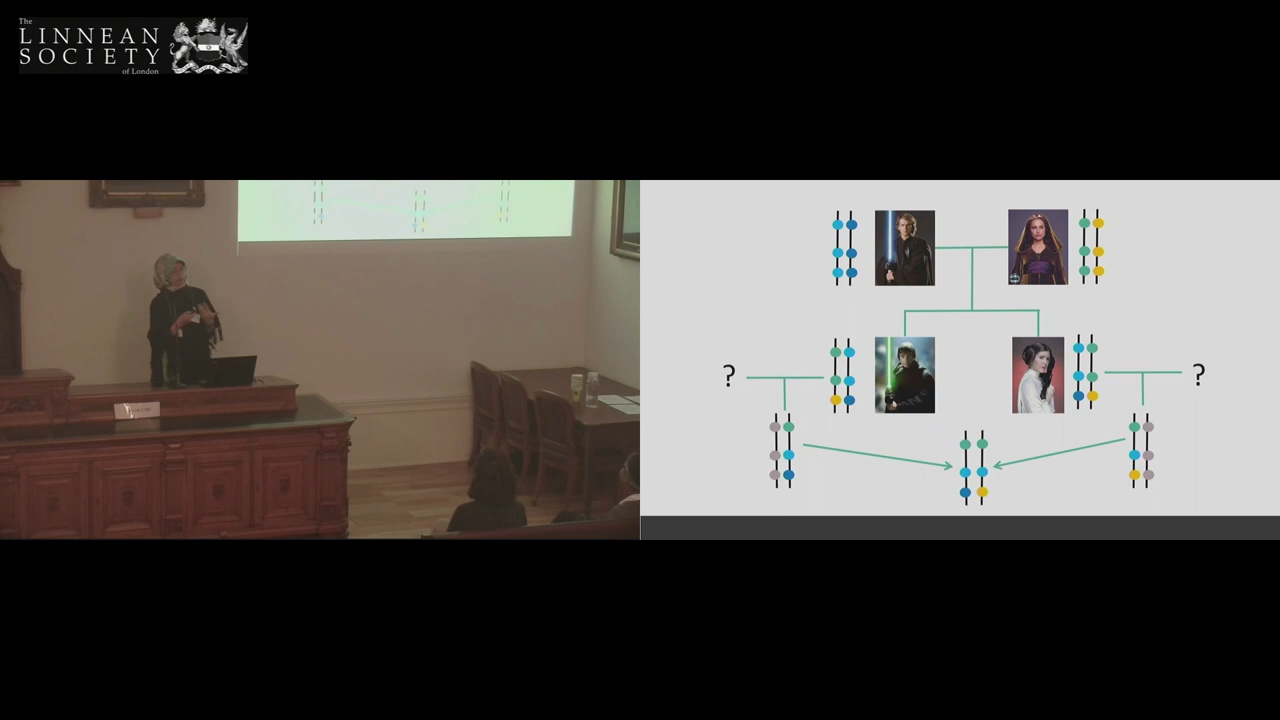 The
LINNEAN
SOCIETY
of London
?
?